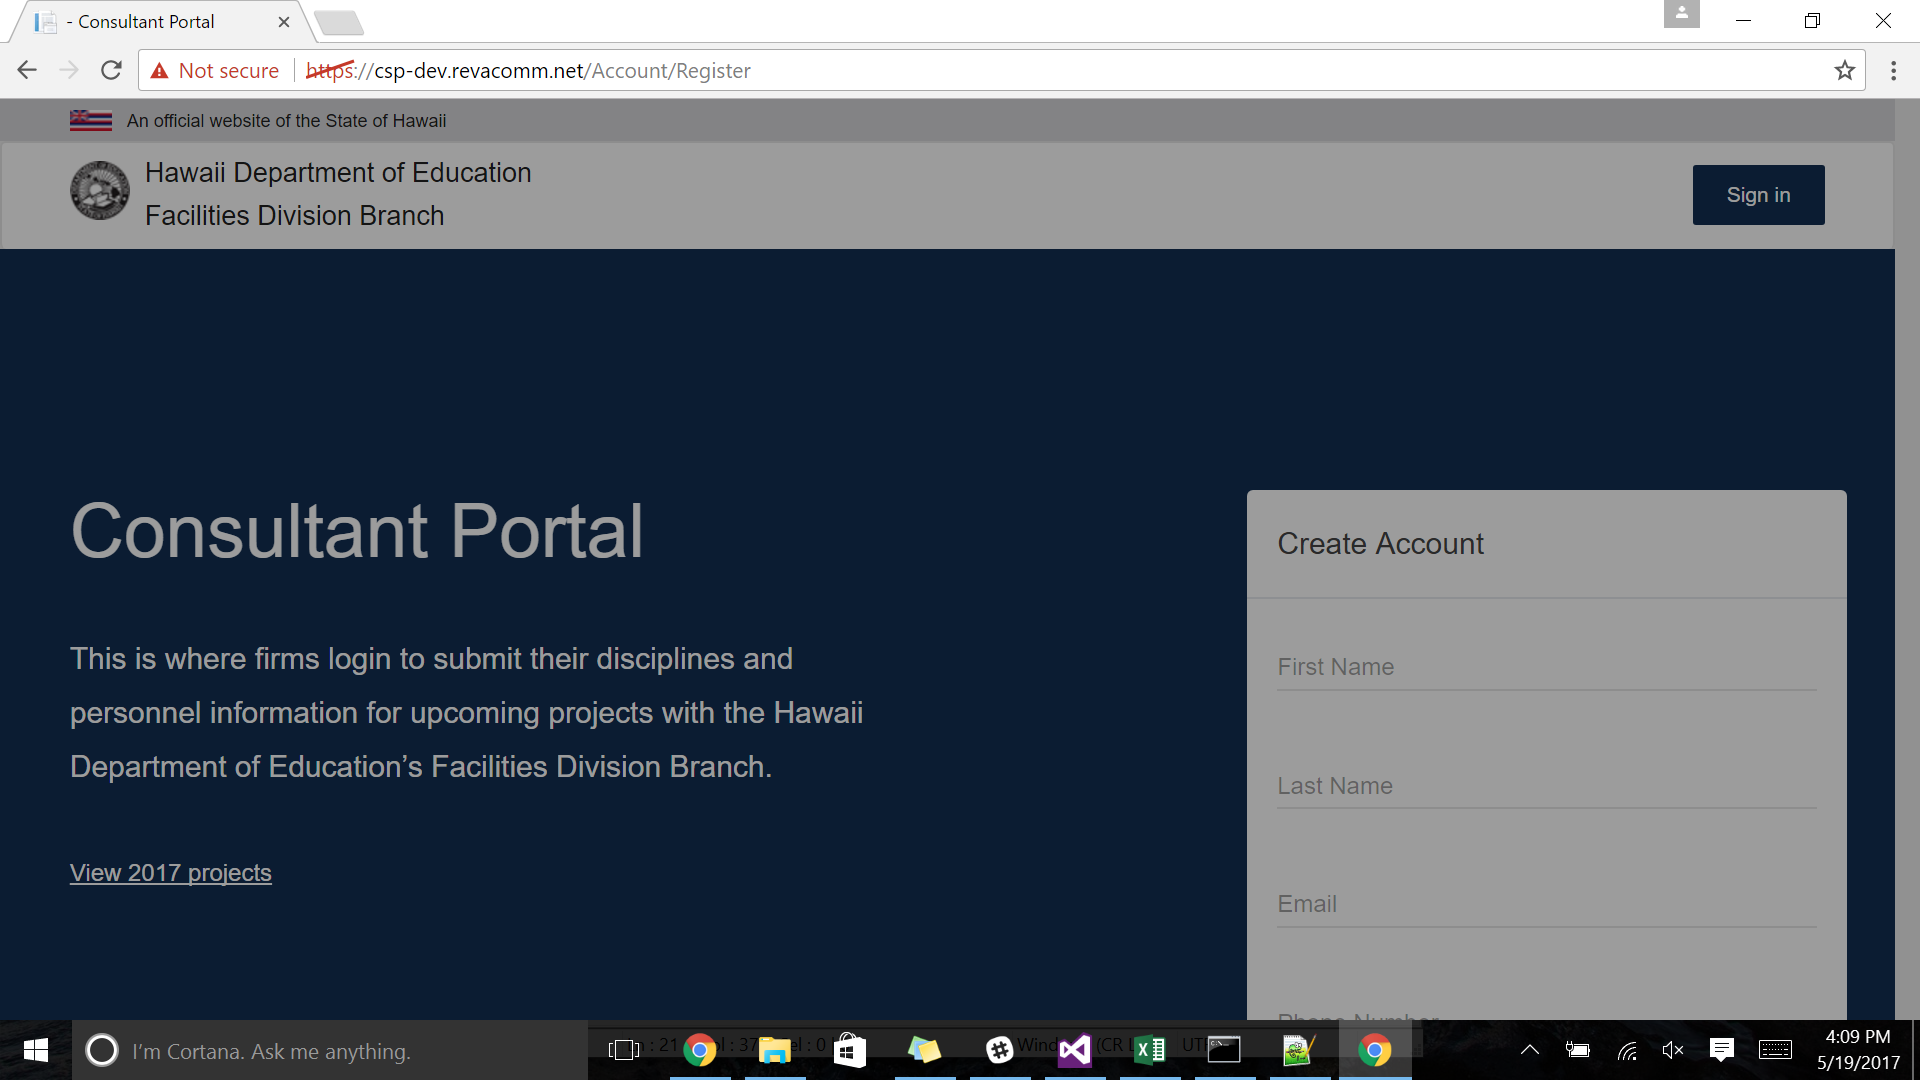 - Consultant Portal
Not secure
https://csp-dev.revacomm.net/Account/Register
An official website of the State of Hawaii
Hawaii Department of Education
Facilities Division Branch
Sign in
Consultant Portal
This is where firms login to submit their disciplines and
personnel information for upcoming projects with the Hawaii
Department of Education’s Facilities Division Branch.
View 2017 projects
Create Account
First Name
Last Name
Email
Phone Number
I'm Cortana. Ask me anything.
4:09 PM
5/19/2017